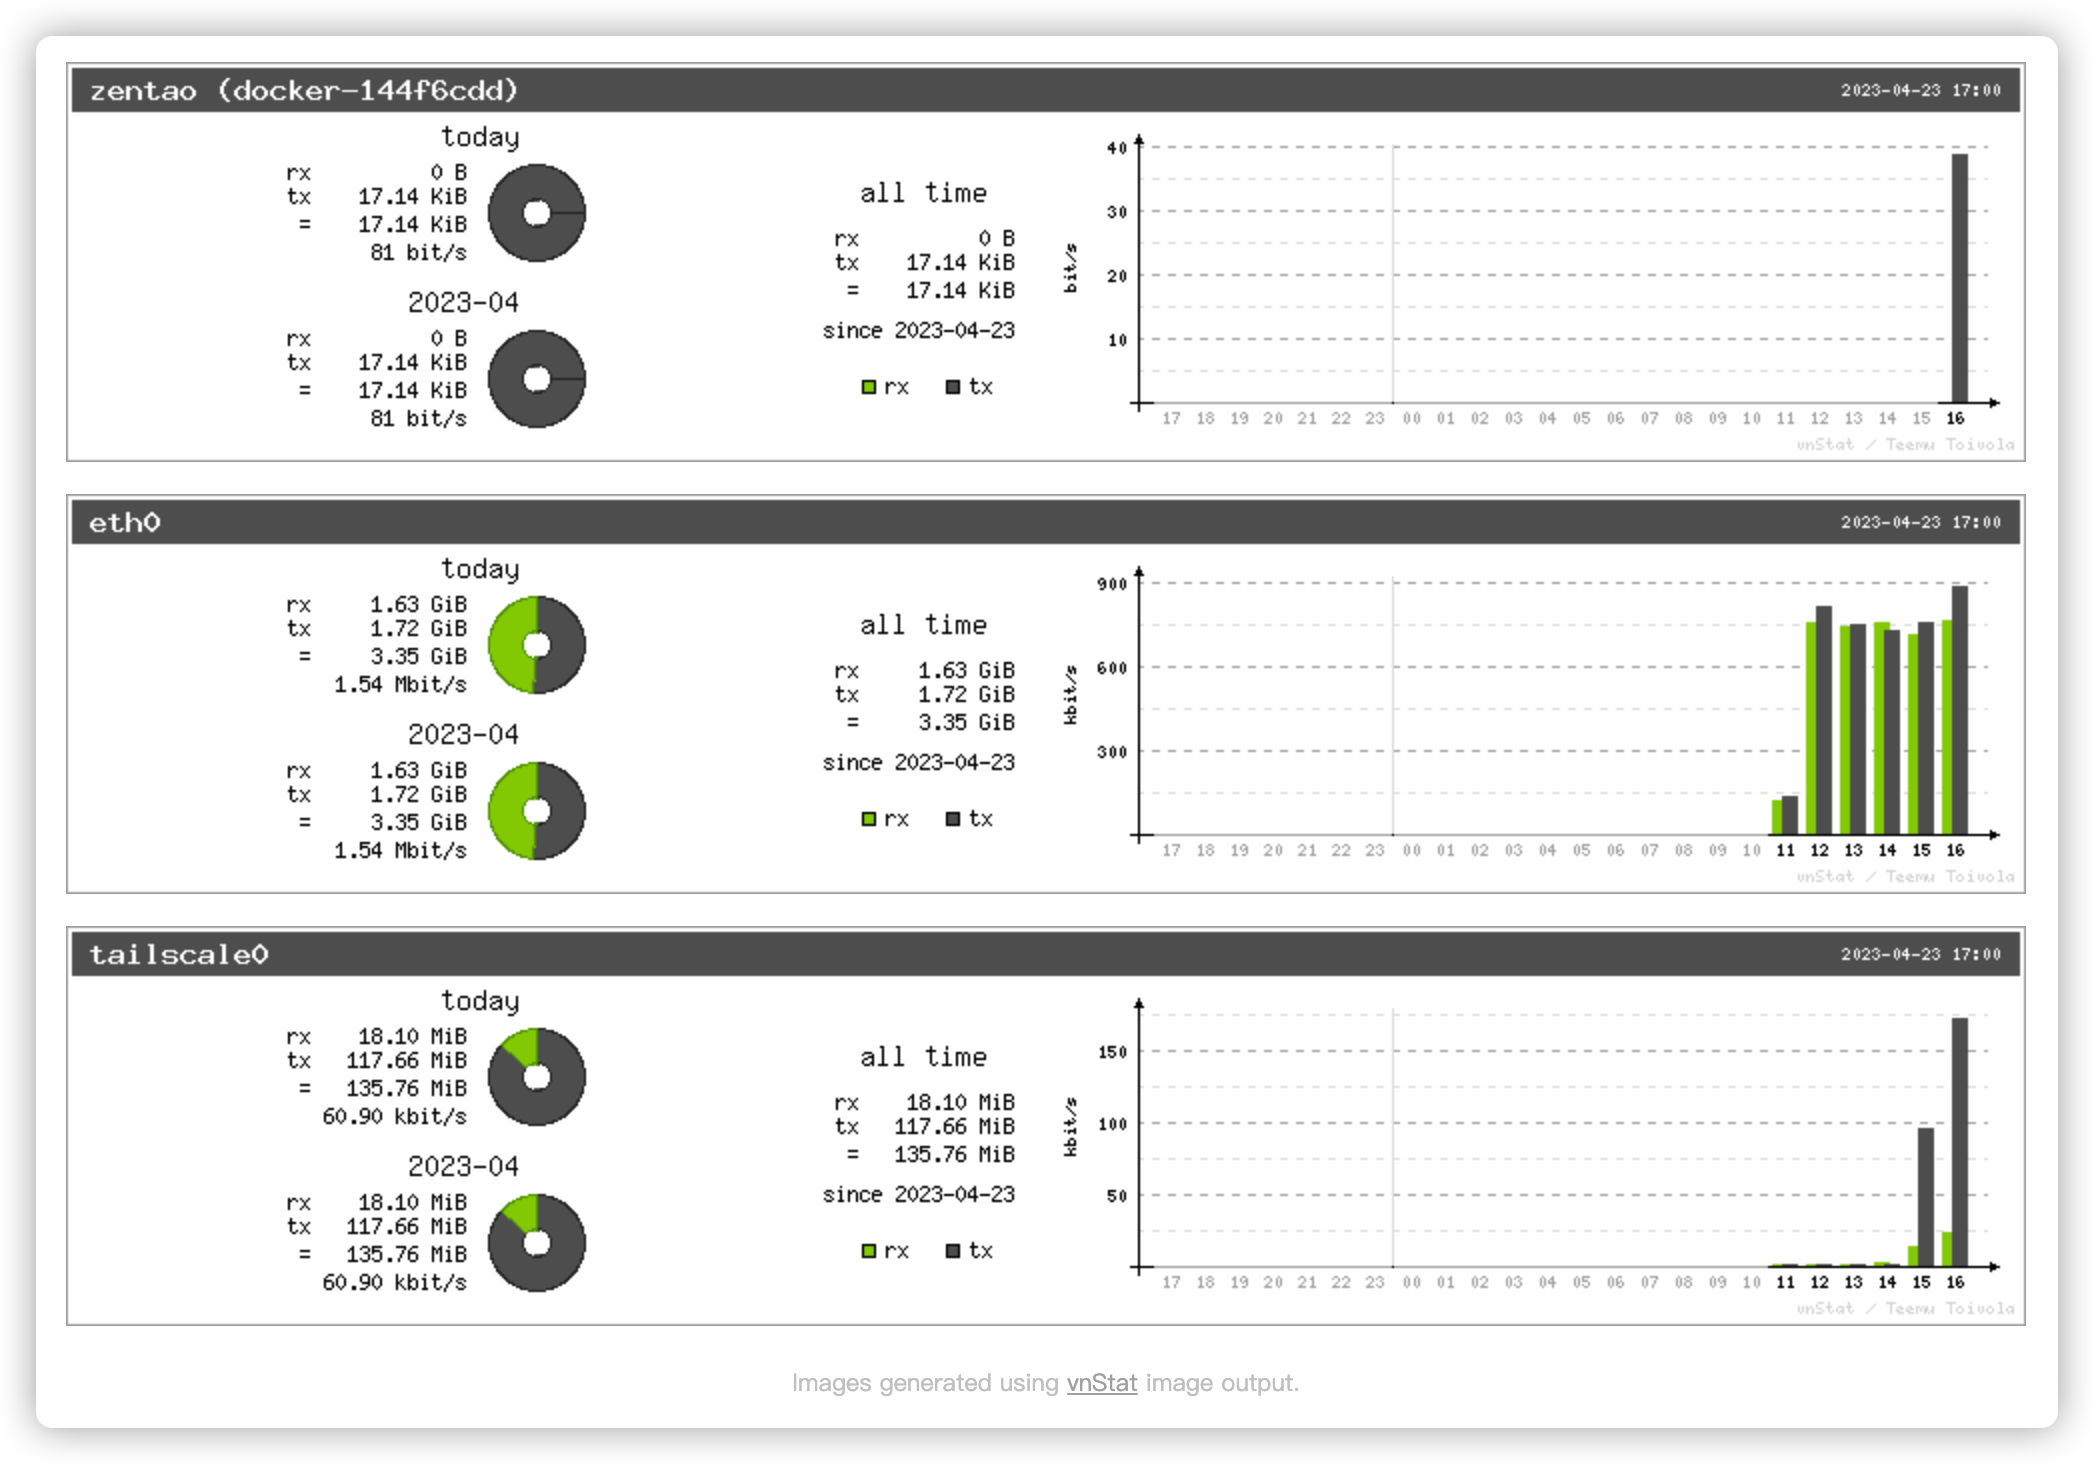 zentao (docker-144f6cdd) 2023-04-23 17:00
today
rx 0 B
tx 17.14 KiB
= 17.14 KiB
81 bit/s
2023-04
rx 0 B
tx 17.14 KiB
= 17.14 KiB
81 bit/s
all time
rx 0 B
tx 17.14 KiB
= 17.14 KiB
since 2023-04-23
rx tx
bit/s
40
30
20
10
17 18 19 20 21 22 23 00 01 02 03 04 05 06 07 08 09 10 11 12 13 14 15 16
vnStat / Teemu Toivola
eth0 2023-04-23 17:00
today
rx 1.63 GiB
tx 1.72 GiB
= 3.35 GiB
1.54 Mbit/s
2023-04
rx 1.63 GiB
tx 1.72 GiB
= 3.35 GiB
1.54 Mbit/s
all time
rx 1.63 GiB
tx 1.72 GiB
= 3.35 GiB
since 2023-04-23
rx tx
kbit/s
900
600
300
17 18 19 20 21 22 23 00 01 02 03 04 05 06 07 08 09 10 11 12 13 14 15 16
vnStat / Teemu Toivola
tailscale0 2023-04-23 17:00
today
rx 18.10 MiB
tx 117.66 MiB
= 135.76 MiB
60.90 kbit/s
2023-04
rx 18.10 MiB
tx 117.66 MiB
= 135.76 MiB
60.90 kbit/s
all time
rx 18.10 MiB
tx 117.66 MiB
= 135.76 MiB
since 2023-04-23
rx tx
kbit/s
150
100
50
17 18 19 20 21 22 23 00 01 02 03 04 05 06 07 08 09 10 11 12 13 14 15 16
vnStat / Teemu Toivola
Images generated using vnStat image output.